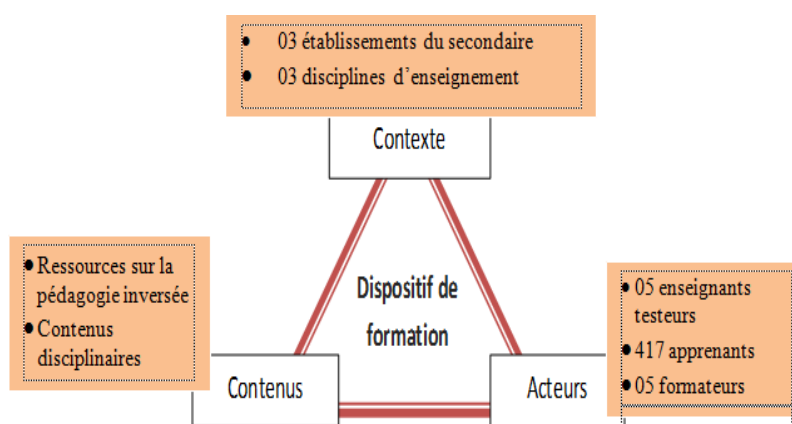 ● 03 établissements du secondaire
● 03 disciplines d’enseignement
Contexte
● Ressources sur la
pédagogie inversée
● Contenus
disciplinaires
Dispositif de
formation
● 05 enseignants
testeurs
● 417 apprenants
● 05 formateurs
Contenus
Acteurs